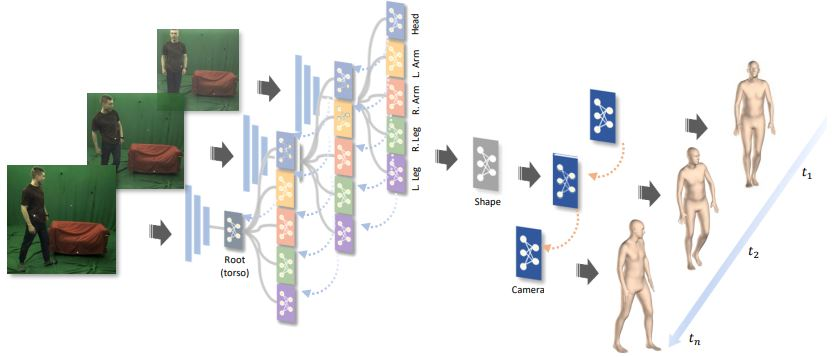 Head
L. Arm
R. Arm
R. Leg
L. Leg
Root
(torso)
Shape
Camera
t₁
t₂
tₙ